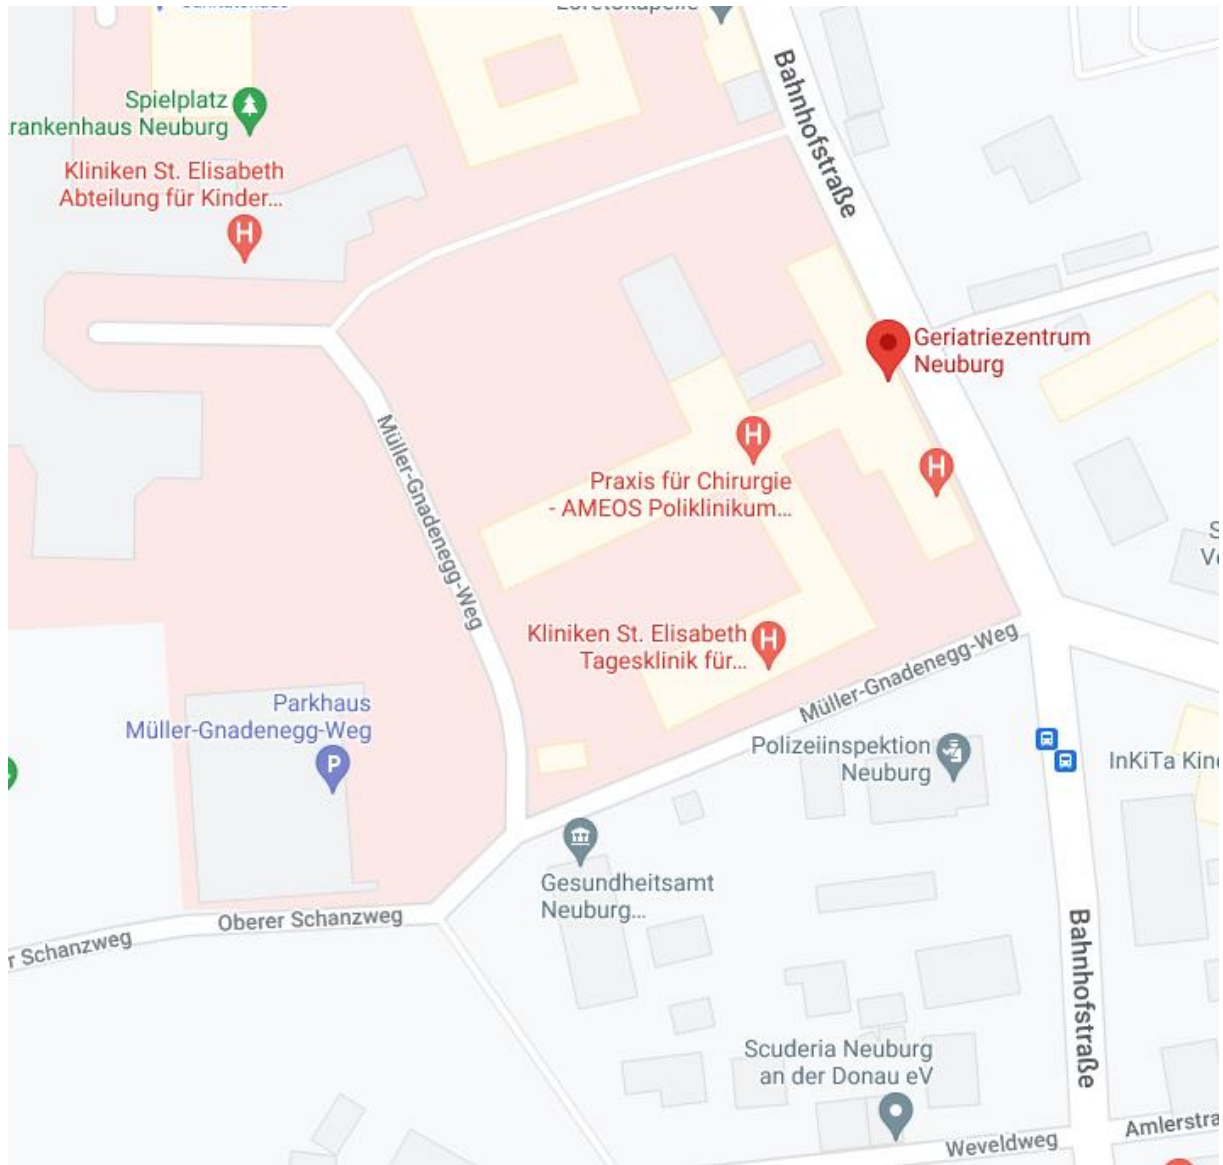 Loretokapelle
Bahnhofstraße
Spielplatz
rankenhaus Neuburg
Kliniken St. Elisabeth
Abteilung für Kinder...
H
Geriatriezentrum
Neuburg
Müller-Gnadenegg-Weg
H
H
Praxis für Chirurgie
- AMEOS Poliklinikum...
S
Ve
Kliniken St. Elisabeth
Tagesklinik für...
H
Müller-Gnadenegg-Weg
Parkhaus
Müller-Gnadenegg-Weg
P
Polizeiinspektion
Neuburg
InKiTa Kin
Gesundheitsamt
Neuburg...
Oberer Schanzweg
r Schanzweg
Bahnhofstraße
Scuderia Neuburg
an der Donau eV
Weveldweg
Amlerstra